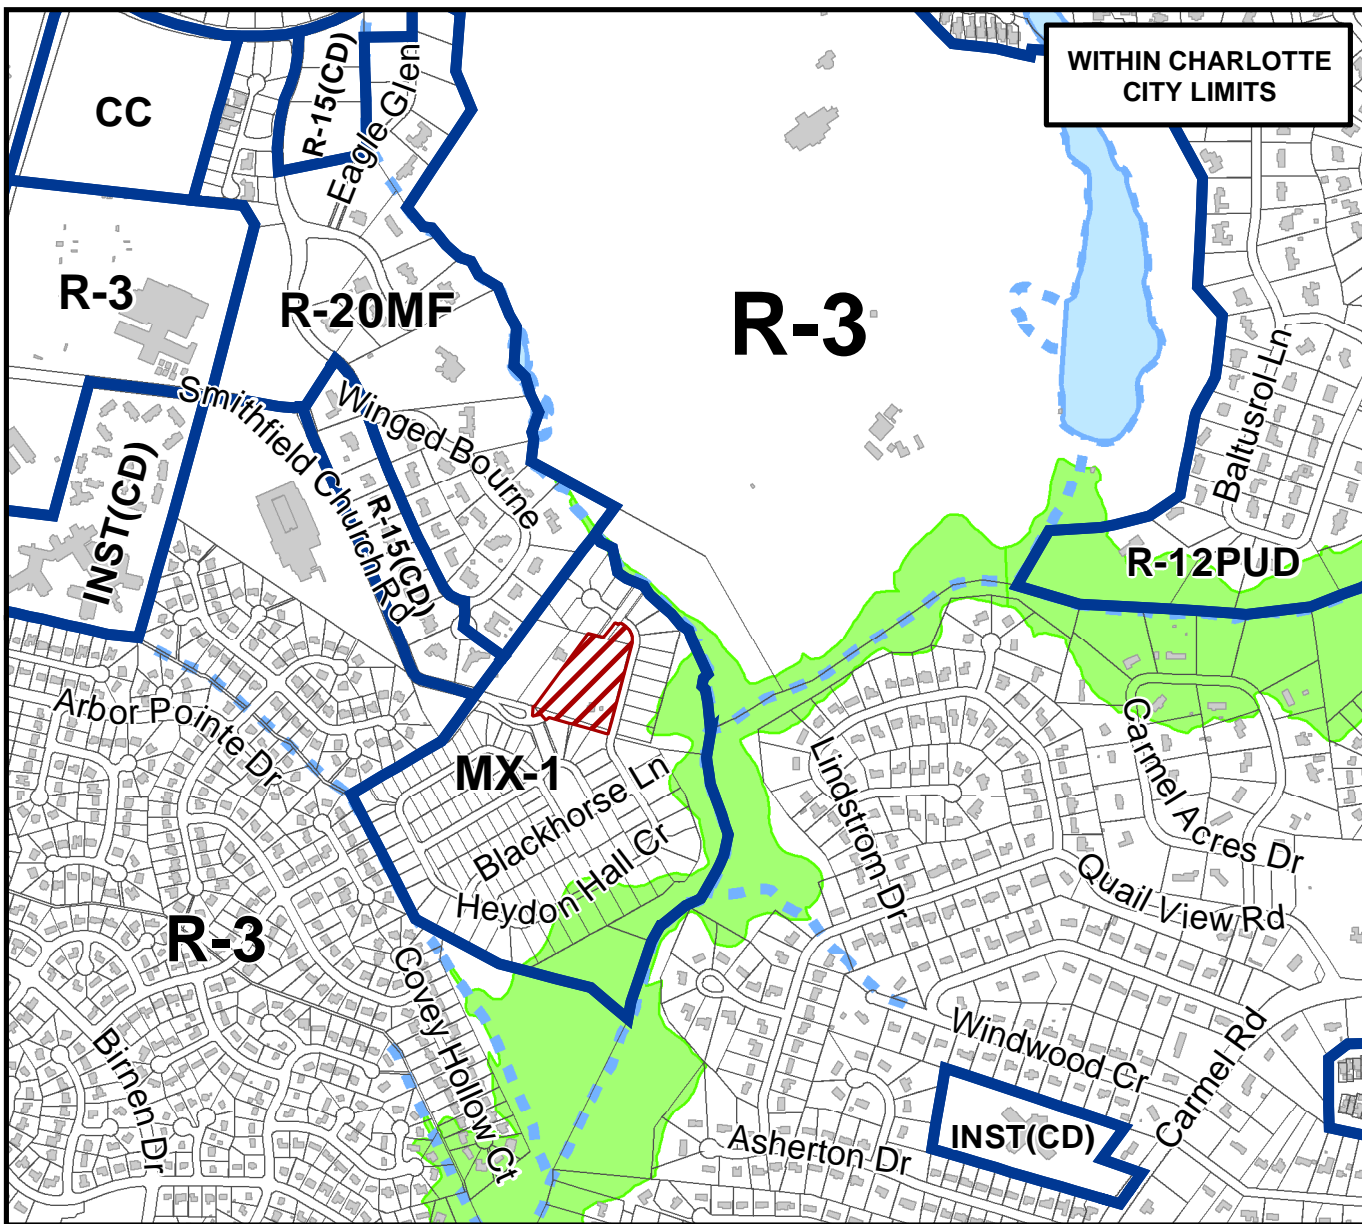 WITHIN CHARLOTTE
CITY LIMITS
CC
R-15(CD)
Eagle Glen
R-3
R-20MF
R-3
Baltusrol Ln
Smithfield Church Rd
Winged Bourne
R-15(CD)
INST(CD)
R-12PUD
Arbor Pointe Dr
MX-1
Blackhorse Ln
Heydon Hall Cr
Lindstrom Dr
Carmel Acres Dr
Quail View Rd
R-3
Covey Hollow Ct
Birnen Dr
Windwood Cr
Carmel Rd
INST(CD)
Asherton Dr